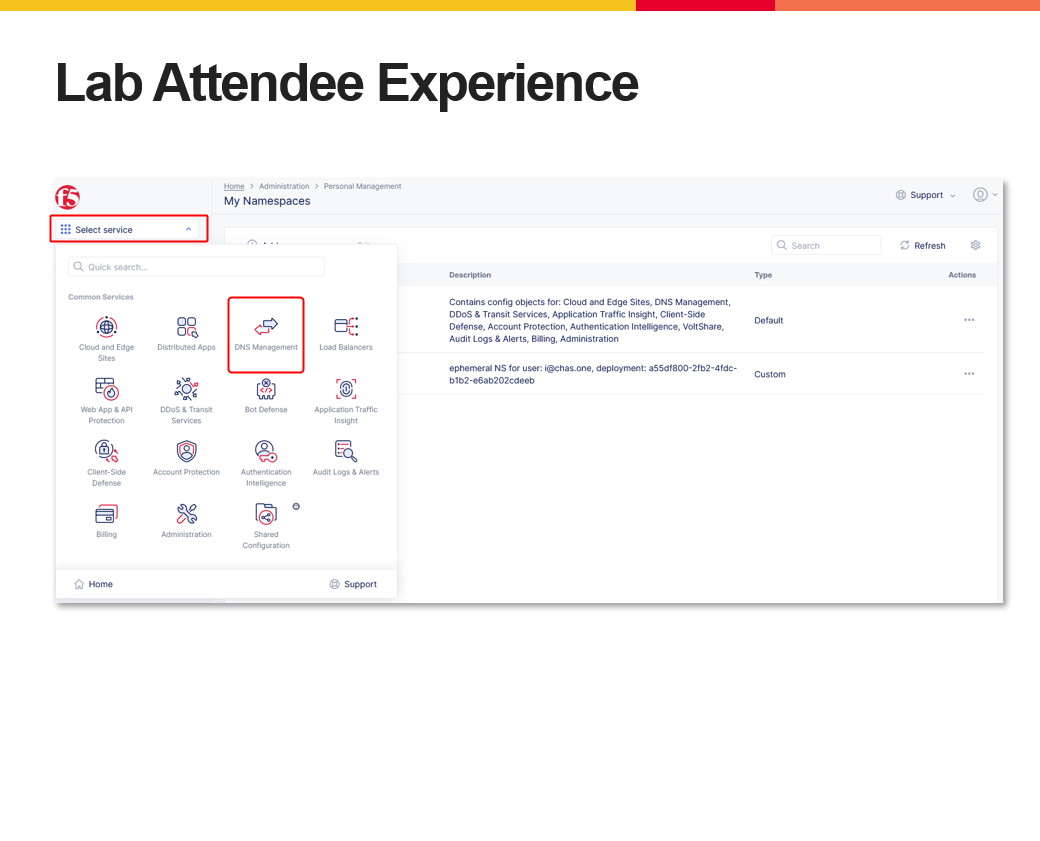 Lab Attendee Experience
f5
Home > Administration > Personal Management
My Namespaces
Support
Select service
Search
Refresh
Quick search...
Description
Type
Actions
Common Services
Cloud and Edge
Sites
Distributed Apps
DNS Management
Load Balancers
Web App & API
Protection
DDoS & Transit
Services
Bot Defense
Application Traffic
Insight
Client-Side
Defense
Account Protection
Authentication
Intelligence
Audit Logs & Alerts
Billing
Administration
Shared
Configuration
Home
Support
Contains config objects for: Cloud and Edge Sites, DNS Management,
DDoS & Transit Services, Application Traffic Insight, Client-Side
Defense, Account Protection, Authentication Intelligence, VoltShare,
Audit Logs & Alerts, Billing, Administration
Default
ephemeral NS for user: i@chas.one, deployment: a55df800-2fb2-4fdc-
b1b2-e6ab202cdeeb
Custom